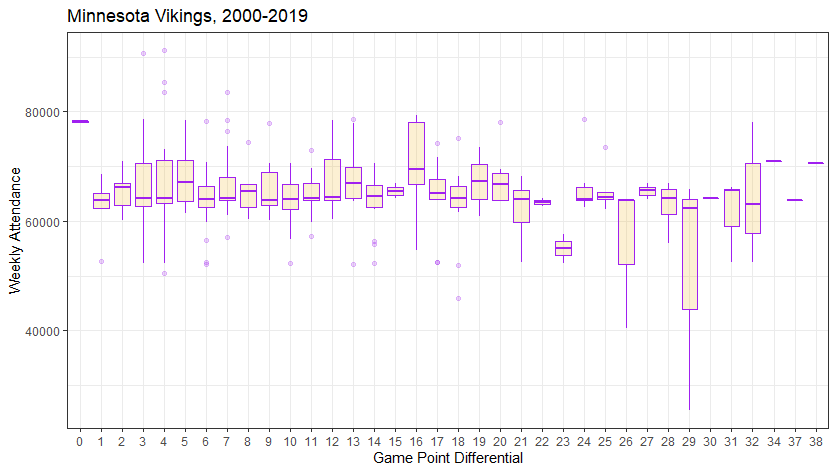 Minnesota Vikings, 2000-2019
Weekly Attendance
80000
60000
40000
0 1 2 3 4 5 6 7 8 9 10 11 12 13 14 15 16 17 18 19 20 21 22 23 24 25 26 27 28 29 30 31 32 34 37 38
Game Point Differential